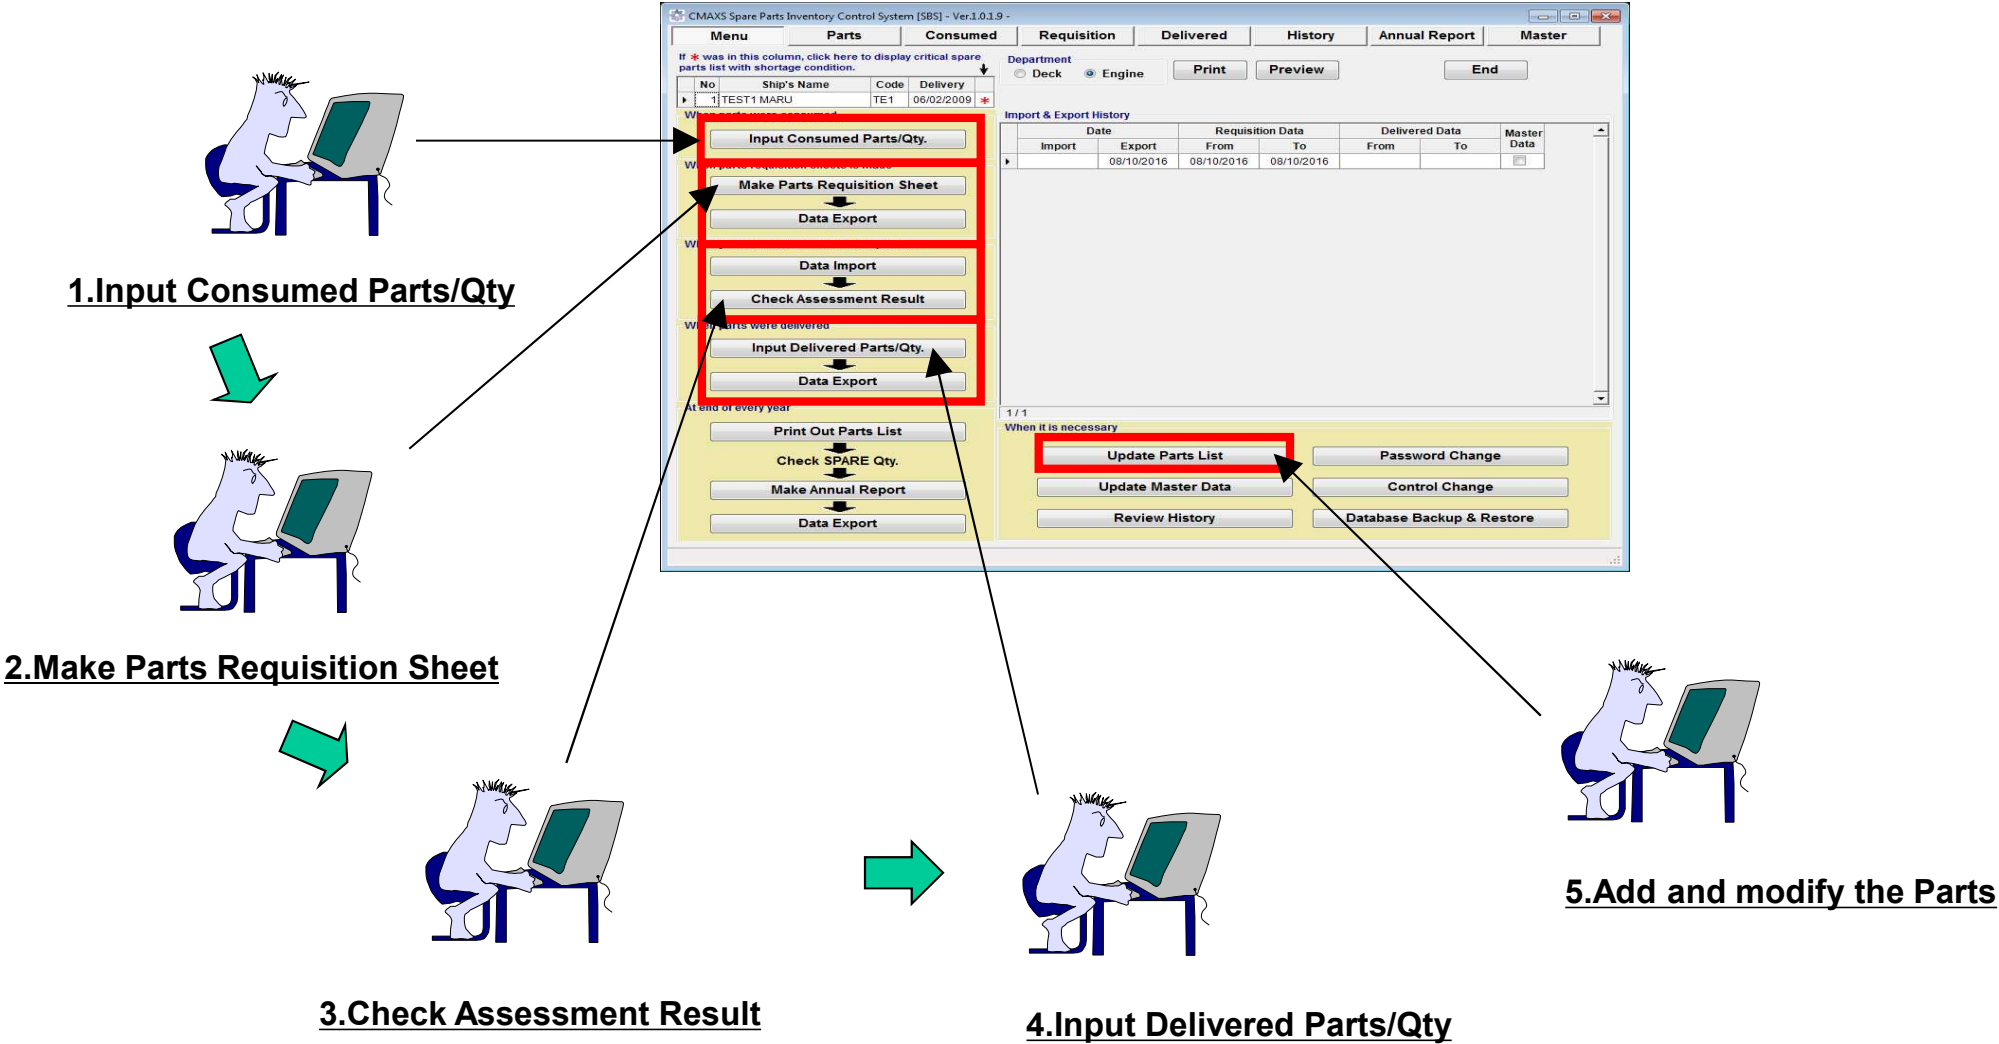 CMAXS Spare Parts Inventory Control System [SBS] - Ver.1.0.1.9 -
Menu Parts Consumed Requisition Delivered History Annual Report Master
If * was in this column, click here to display critical spare
parts list with shortage condition.
Department
Deck Engine Print Preview End
No Ship's Name Code Delivery
1 TEST1 MARU TE1 06/02/2009 *
Input Consumed Parts/Qty.
Make Parts Requisition Sheet
Data Export
Data Import
Check Assessment Result
When parts were delivered
Input Delivered Parts/Qty.
Data Export
At end of every year
Print Out Parts List
Check SPARE Qty.
Make Annual Report
Data Export
Import & Export History
Date Requisition Data Delivered Data Master
Data
Import Export From To From To
08/10/2016 08/10/2016 08/10/2016
1 / 1
When it is necessary
Update Parts List Password Change
Update Master Data Control Change
Review History Database Backup & Restore
1.Input Consumed Parts/Qty
2.Make Parts Requisition Sheet
3.Check Assessment Result
4.Input Delivered Parts/Qty
5.Add and modify the Parts